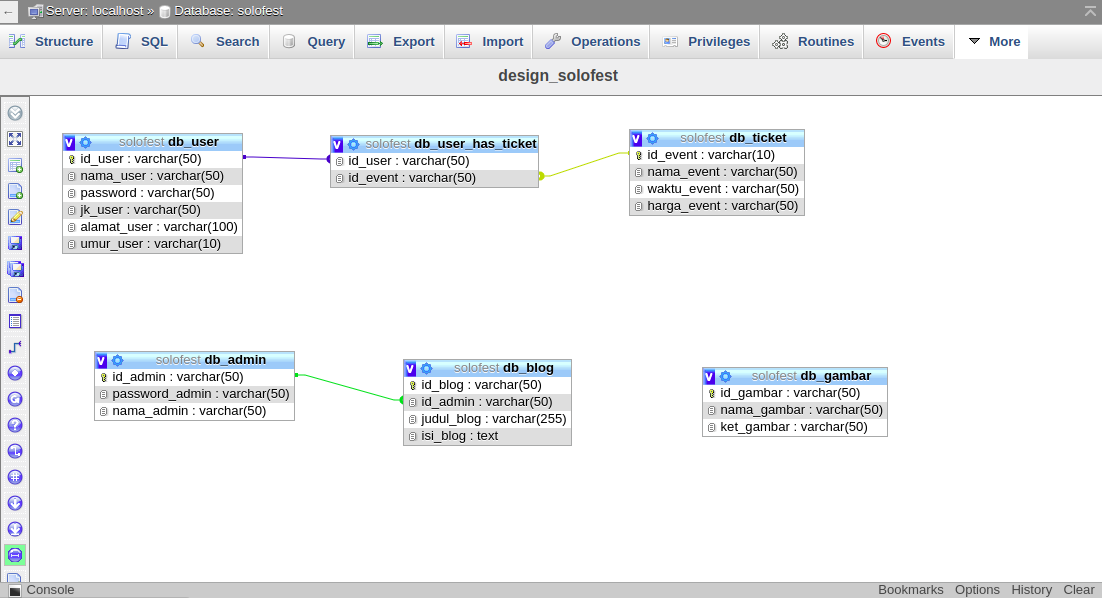 Server: localhost » Database: solofest
Structure SQL Search Query Export Import Operations Privileges Routines Events More
design_solofest
solofest db_user
id_user : varchar(50)
nama_user : varchar(50)
password : varchar(50)
jk_user : varchar(50)
alamat_user : varchar(100)
umur_user : varchar(10)
solofest db_user_has_ticket
id_user : varchar(50)
id_event : varchar(50)
solofest db_ticket
id_event : varchar(10)
nama_event : varchar(50)
waktu_event : varchar(50)
harga_event : varchar(50)
solofest db_admin
id_admin : varchar(50)
password_admin : varchar(50)
nama_admin : varchar(50)
solofest db_blog
id_blog : varchar(50)
id_admin : varchar(50)
judul_blog : varchar(255)
isi_blog : text
solofest db_gambar
id_gambar : varchar(50)
nama_gambar : varchar(50)
ket_gambar : varchar(50)
Console Bookmarks Options History Clear